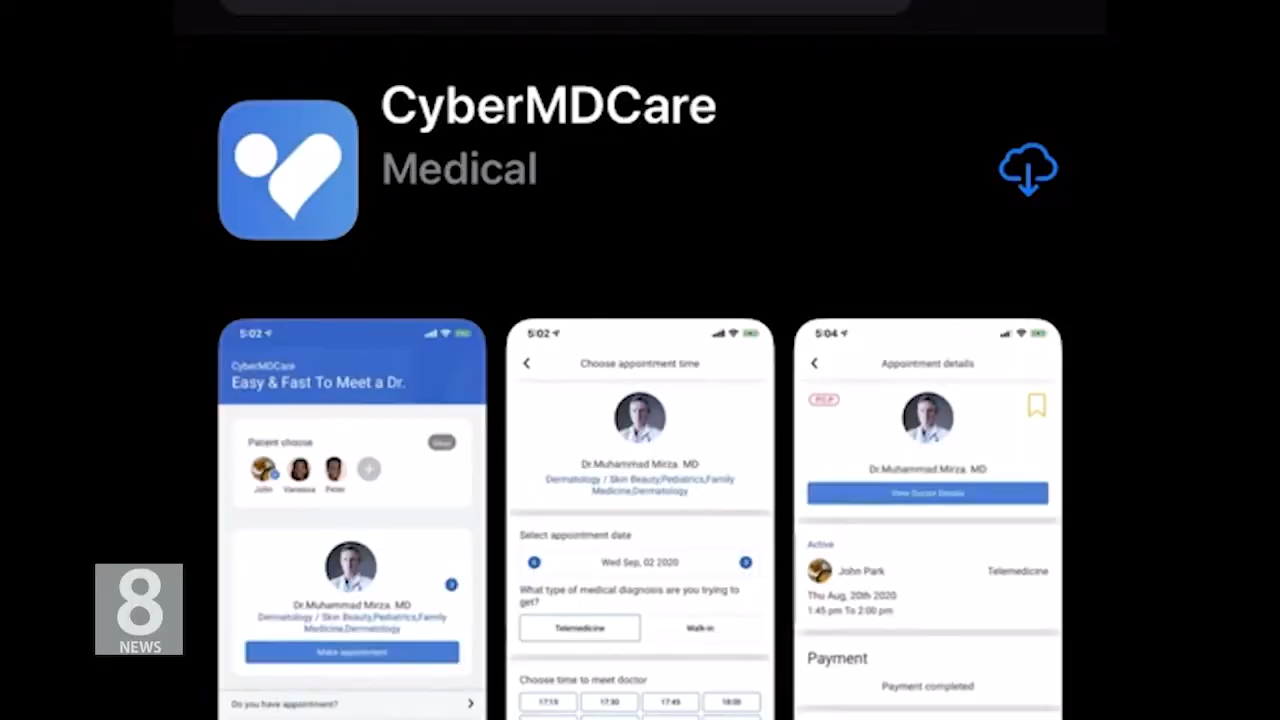 CyberMDCare
Medical
5:02
CyberMDCare
Easy & Fast To Meet a Dr.
Patient choose
John Vanessa Peter
Dr.Muhammad Mirza. MD
Dermatology / Skin Beauty,Pediatrics,Family
Medicine,Dermatology
Make appointment
Do you have appointment?
5:02
Choose appointment time
Dr.Muhammad Mirza. MD
Dermatology / Skin Beauty,Pediatrics,Family
Medicine,Dermatology
Select appointment date
Wed Sep, 02 2020
What type of medical diagnosis are you trying to
get?
Telemedicine Walk-in
Choose time to meet doctor
17:15 17:30 17:45 18:00
5:04
Appointment details
Dr.Muhammad Mirza. MD
View Doctor Details
Active
John Park Telemedicine
Thu Aug, 20th 2020
1:45 pm To 2:00 pm
Payment
Payment completed
8
NEWS